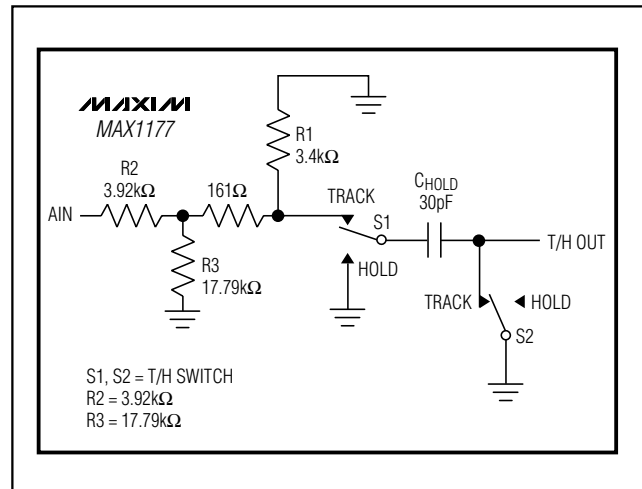 MAXIM
MAX1177
R1
3.4kΩ
R2
3.92kΩ
161Ω
AIN
R3
17.79kΩ
TRACK
S1
HOLD
CHOLD
30pF
T/H OUT
TRACK
HOLD
S2
S1, S2 = T/H SWITCH
R2 = 3.92kΩ
R3 = 17.79kΩ